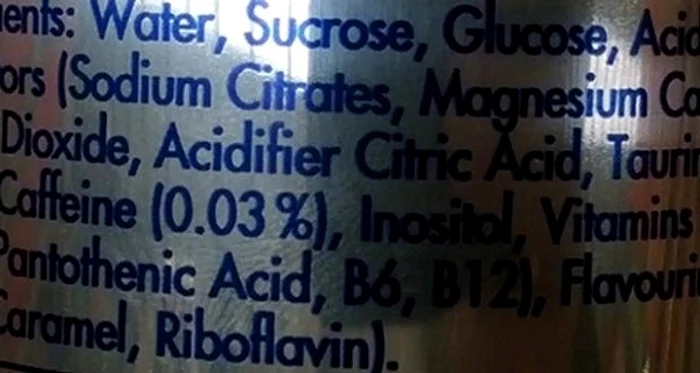 ents: Water, Sucrose, Glucose, Acid
ors (Sodium Citrates, Magnesium Ca
Dioxide, Acidifier Citric Acid, Taurin
Caffeine (0.03%), Inositol, Vitamins
Pantothenic Acid, B6, B12), Flavouri
Caramel, Riboflavin).